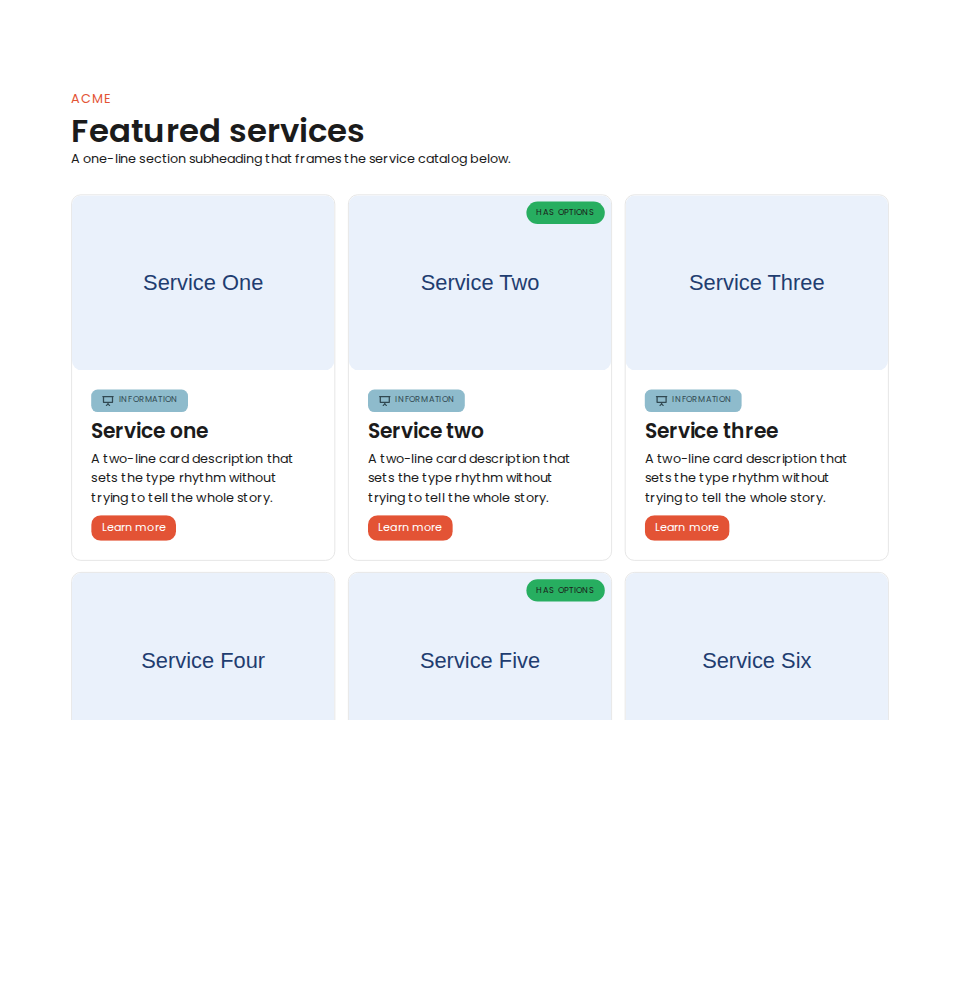 ACME
Featured services
A one-line section subheading that frames the service catalog below.
Service One
HAS OPTIONS
Service Two
Service Three
INFORMATION
Service one
A two-line card description that
sets the type rhythm without
trying to tell the whole story.
Learn more
INFORMATION
Service two
A two-line card description that
sets the type rhythm without
trying to tell the whole story.
Learn more
INFORMATION
Service three
A two-line card description that
sets the type rhythm without
trying to tell the whole story.
Learn more
Service Four
HAS OPTIONS
Service Five
Service Six